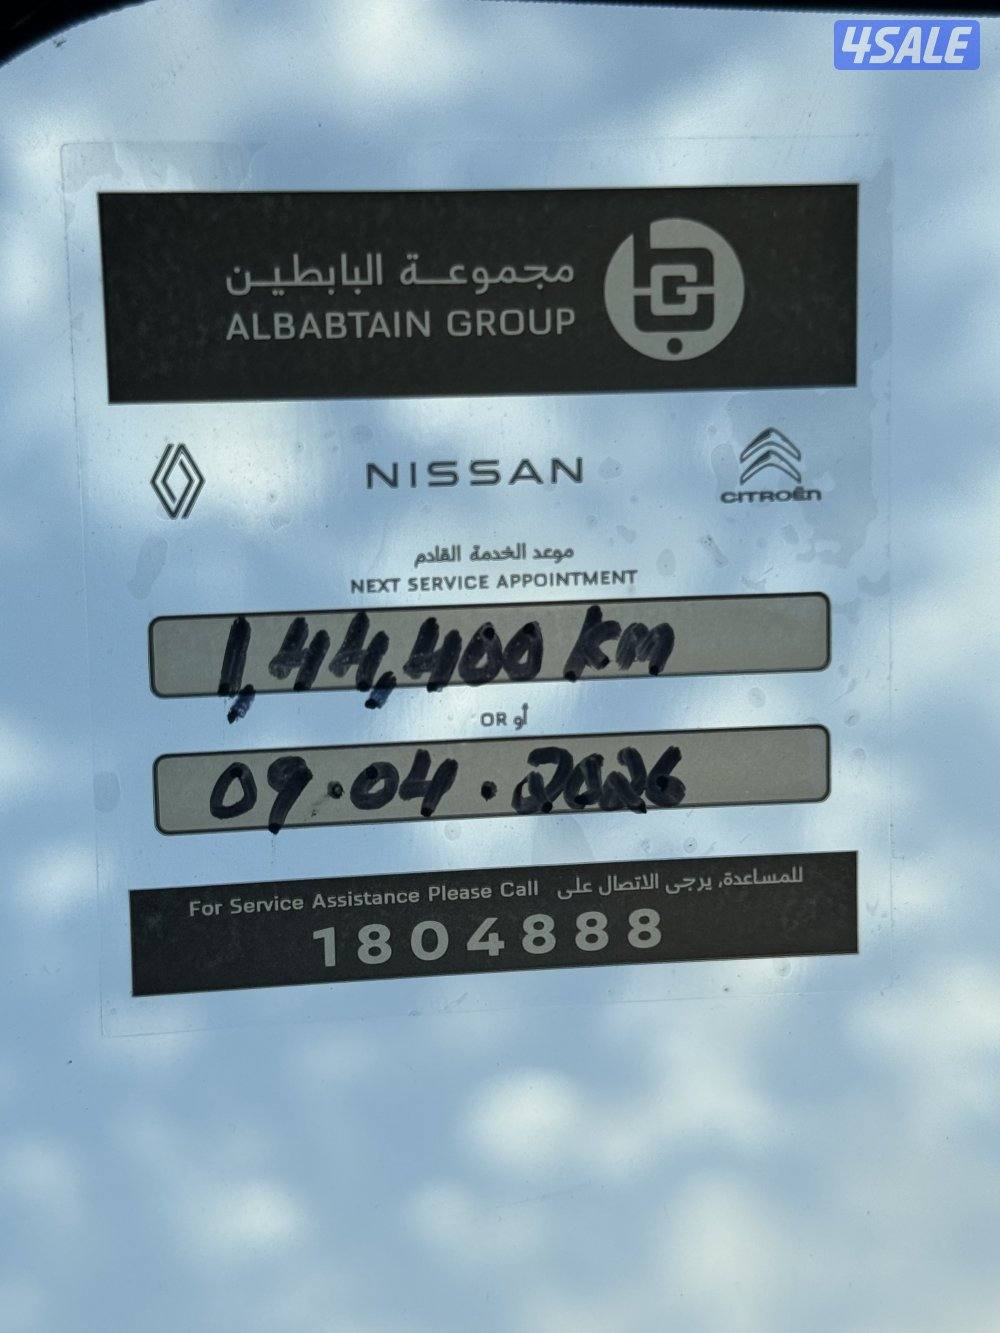 4SALE
مجموعة البابطين
ALBABTAIN GROUP
NISSAN
CITROËN
موعد الخدمة القادم
NEXT SERVICE APPOINTMENT
1,44,400 KM
OR أو
09.04.2026
For Service Assistance Please Call للمساعدة، يرجى الاتصال على
1804888